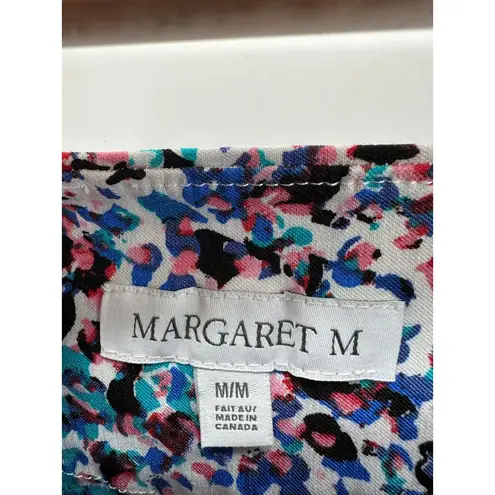 MARGARET M
M/M
FAIT AU/
MADE IN
CANADA